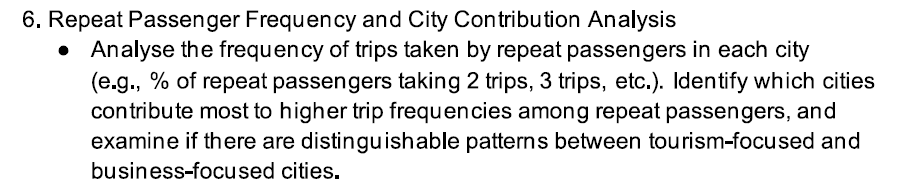 6. Repeat Passenger Frequency and City Contribution Analysis
● Analyse the frequency of trips taken by repeat passengers in each city
(e.g., % of repeat passengers taking 2 trips, 3 trips, etc.). Identify which cities
contribute most to higher trip frequencies among repeat passengers, and
examine if there are distinguishable patterns between tourism-focused and
business-focused cities.